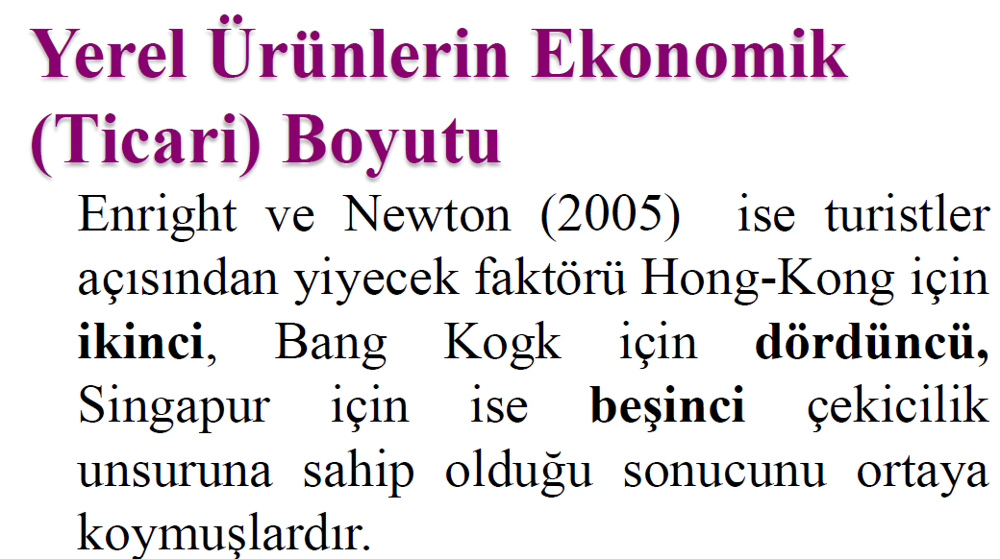 Yerel Ürünlerin Ekonomik
(Ticari) Boyutu
Enright ve Newton (2005) ise turistler
açısından yiyecek faktörü Hong-Kong için
ikinci, Bang Kogk için dördüncü,
Singapur için ise beşinci çekicilik
unsuruna sahip olduğu sonucunu ortaya
koymuşlardır.